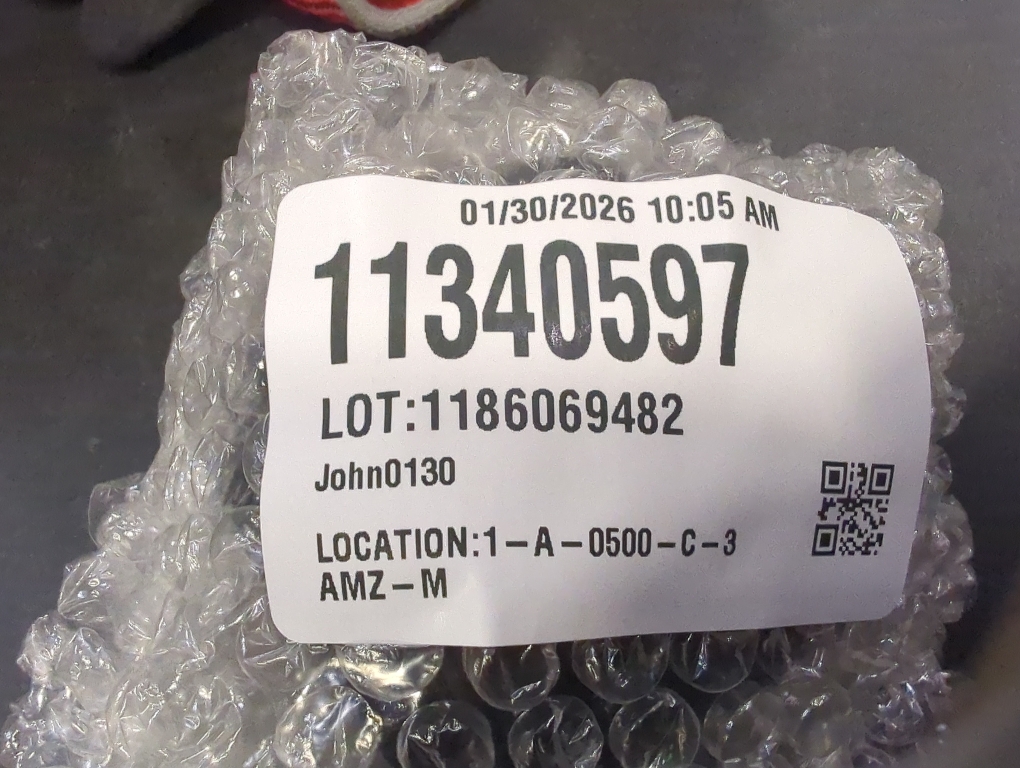 01/30/2026 10:05 AM
11340597
LOT:1186069482
John0130
LOCATION:1-A-0500-C-3
AMZ-M